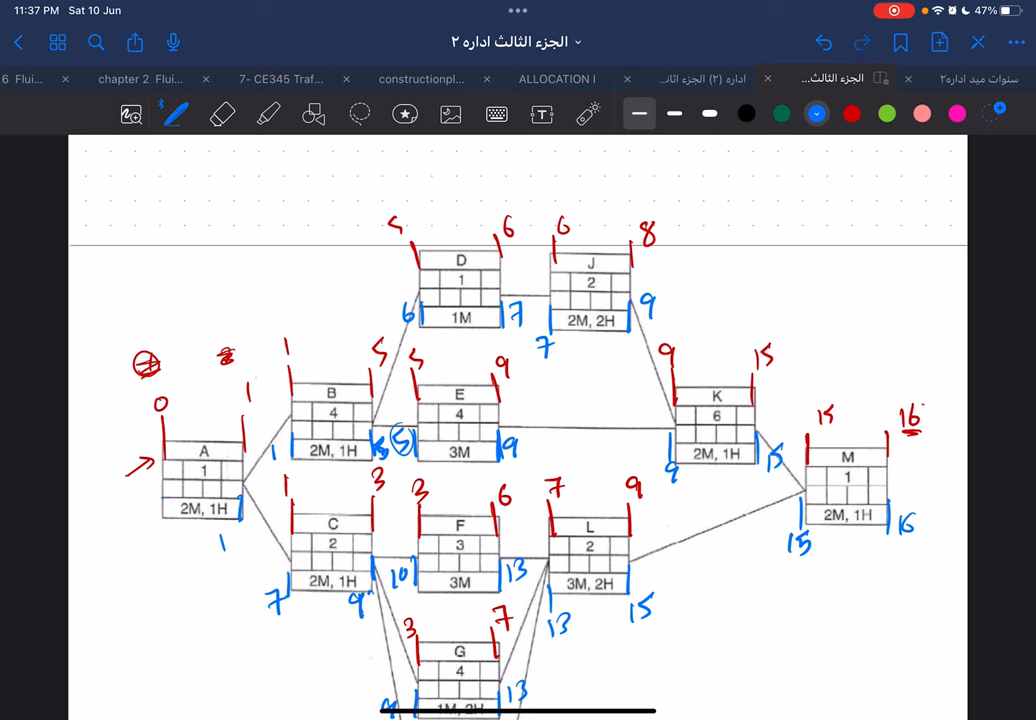 11:37 PM Sat 10 Jun 47%
الجزء الثالث اداره ٢
6 Flui... chapter 2 Flui... 7- CE345 Traf... constructionpl... ALLOCATION I اداره (٢) الجزء اثان... الجزء الثالث... سنوات ميد اداره٢
6 6 8
D J
1 2
6 7 9
1M 2M, 2H
7
1 5 5 9 9 15
0 1 15 16
B E K
4 4 6
A M
2M, 1H 5 3M 9 2M, 1H
1 9 15
1 1
2M, 1H 2M, 1H
1 3 3 6 7 9
15 16
C F L
2 3 2
10 13
2M, 1H 3M 3M, 2H
7 9 13 15
3 7
G
4
13
1M, 2H